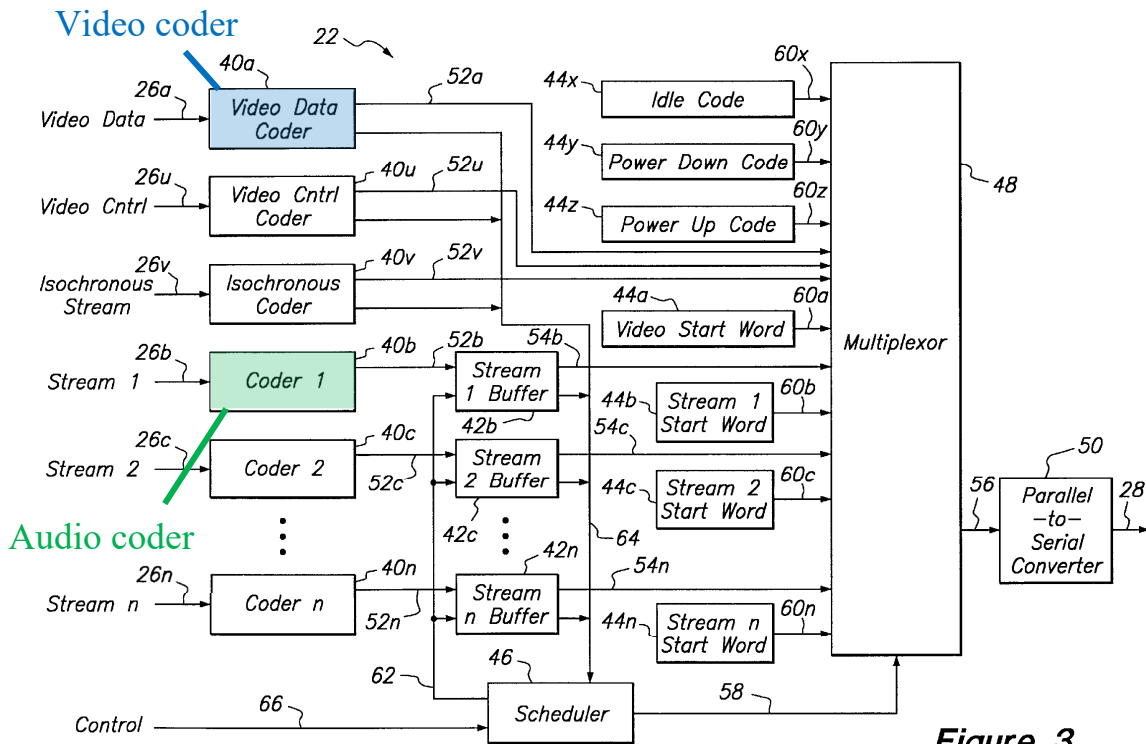 Video coder
22
40a
52a
44x
60x
26a
Video Data
Video Data
Coder
Idle Code
44y
60y
Power Down Code
48
26u
40u
52u
Video Cntrl
Video Cntrl
Coder
44z
60z
Power Up Code
26v
40v
52v
Isochronous
Stream
Isochronous
Coder
44a
60a
Video Start Word
Multiplexor
26b
40b
52b
54b
Stream 1
Coder 1
Stream
1 Buffer
42b
44b
Stream 1
Start Word
60b
26c
40c
54c
Stream 2
Coder 2
52c
Stream
2 Buffer
42c
44c
Stream 2
Start Word
60c
50
56
Parallel
-to-
Serial
Converter
28
Audio coder
64
26n
40n
42n
54n
Stream n
Coder n
52n
Stream
n Buffer
44n
Stream n
Start Word
60n
46
62
58
Scheduler
Control
66
Figure 3